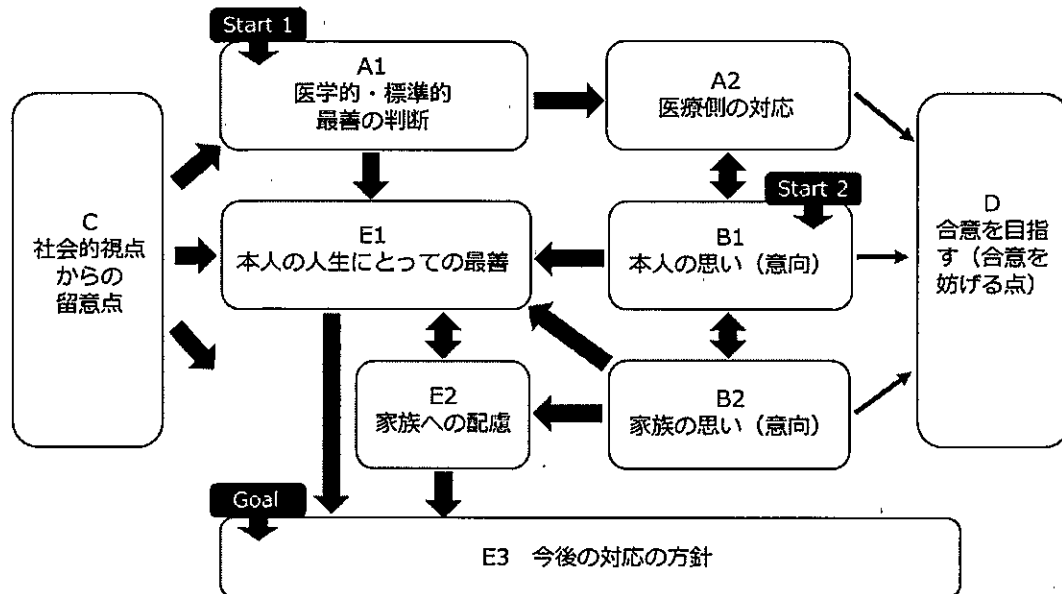 Start 1
A1
医学的・標準的
最善の判断
A2
医療側の対応
C
社会的視点
からの
留意点
E1
本人の人生にとっての最善
Start 2
B1
本人の思い（意向）
D
合意を目指
す（合意を
妨げる点）
E2
家族への配慮
B2
家族の思い（意向）
Goal
E3 今後の対応の方針